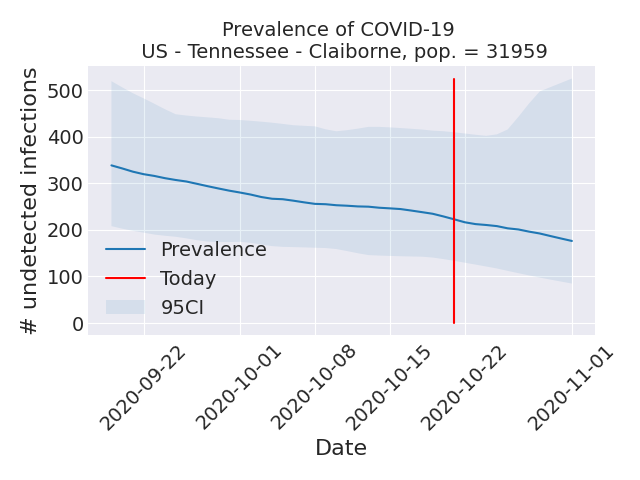 Prevalence of COVID-19
US - Tennessee - Claiborne, pop. = 31959
# undetected infections
500
400
300
200
100
0
Prevalence
Today
95CI
2020-09-22
2020-10-01
2020-10-08
2020-10-15
2020-10-22
2020-11-01
Date